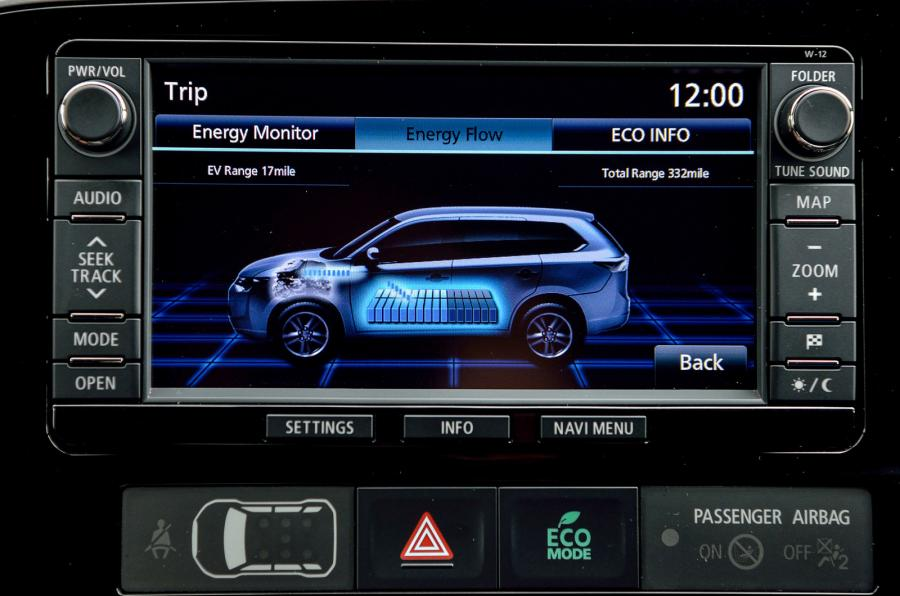 W-12
PWR/VOL
FOLDER
Trip
12:00
Energy Monitor
Energy Flow
ECO INFO
EV Range 17mile
Total Range 332mile
TUNE SOUND
AUDIO
MAP
SEEK
TRACK
ZOOM
MODE
OPEN
Back
SETTINGS
INFO
NAVI MENU
ECO
MODE
PASSENGER AIRBAG
ON
OFF
2